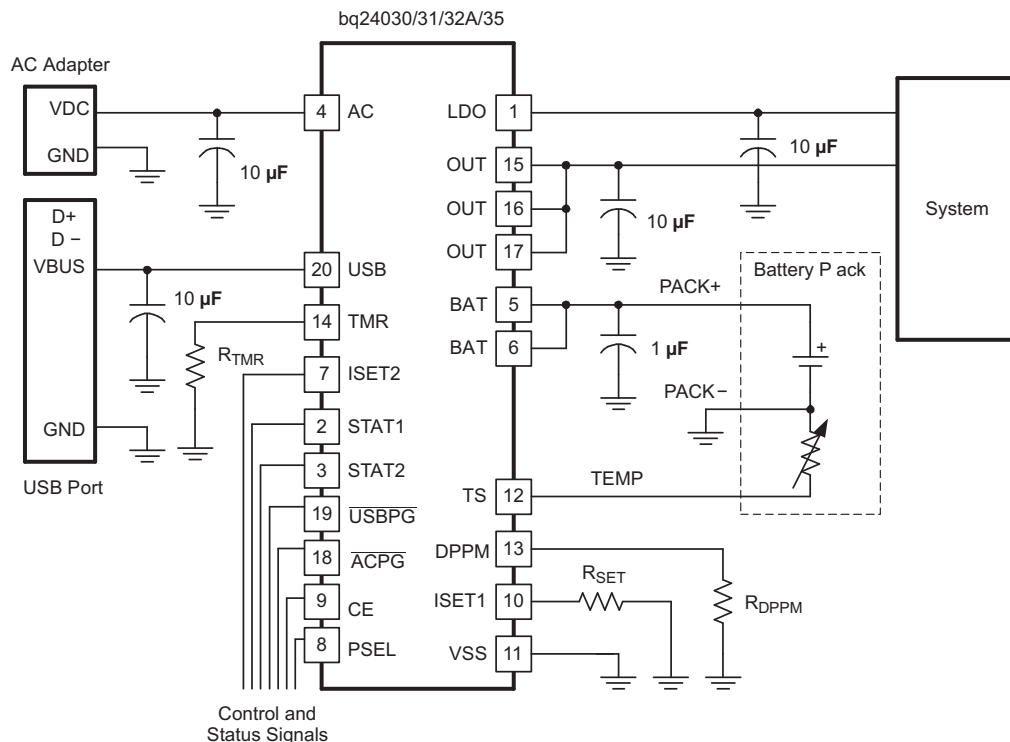 bq24030/31/32A/35
AC Adapter
VDC
GND
10 µF
4
AC
LDO
1
10 µF
OUT
15
OUT
16
OUT
17
10 µF
System
D+
D −
VBUS
10 µF
GND
USB Port
20
USB
14
TMR
RTMR
7
ISET2
2
STAT1
3
STAT2
19
USBPG
18
ACPG
9
CE
8
PSEL
Control and
Status Signals
BAT
5
BAT
6
PACK+
1 µF
Battery P ack
+
PACK−
TS
12
TEMP
DPPM
13
RDPPM
ISET1
10
RSET
VSS
11